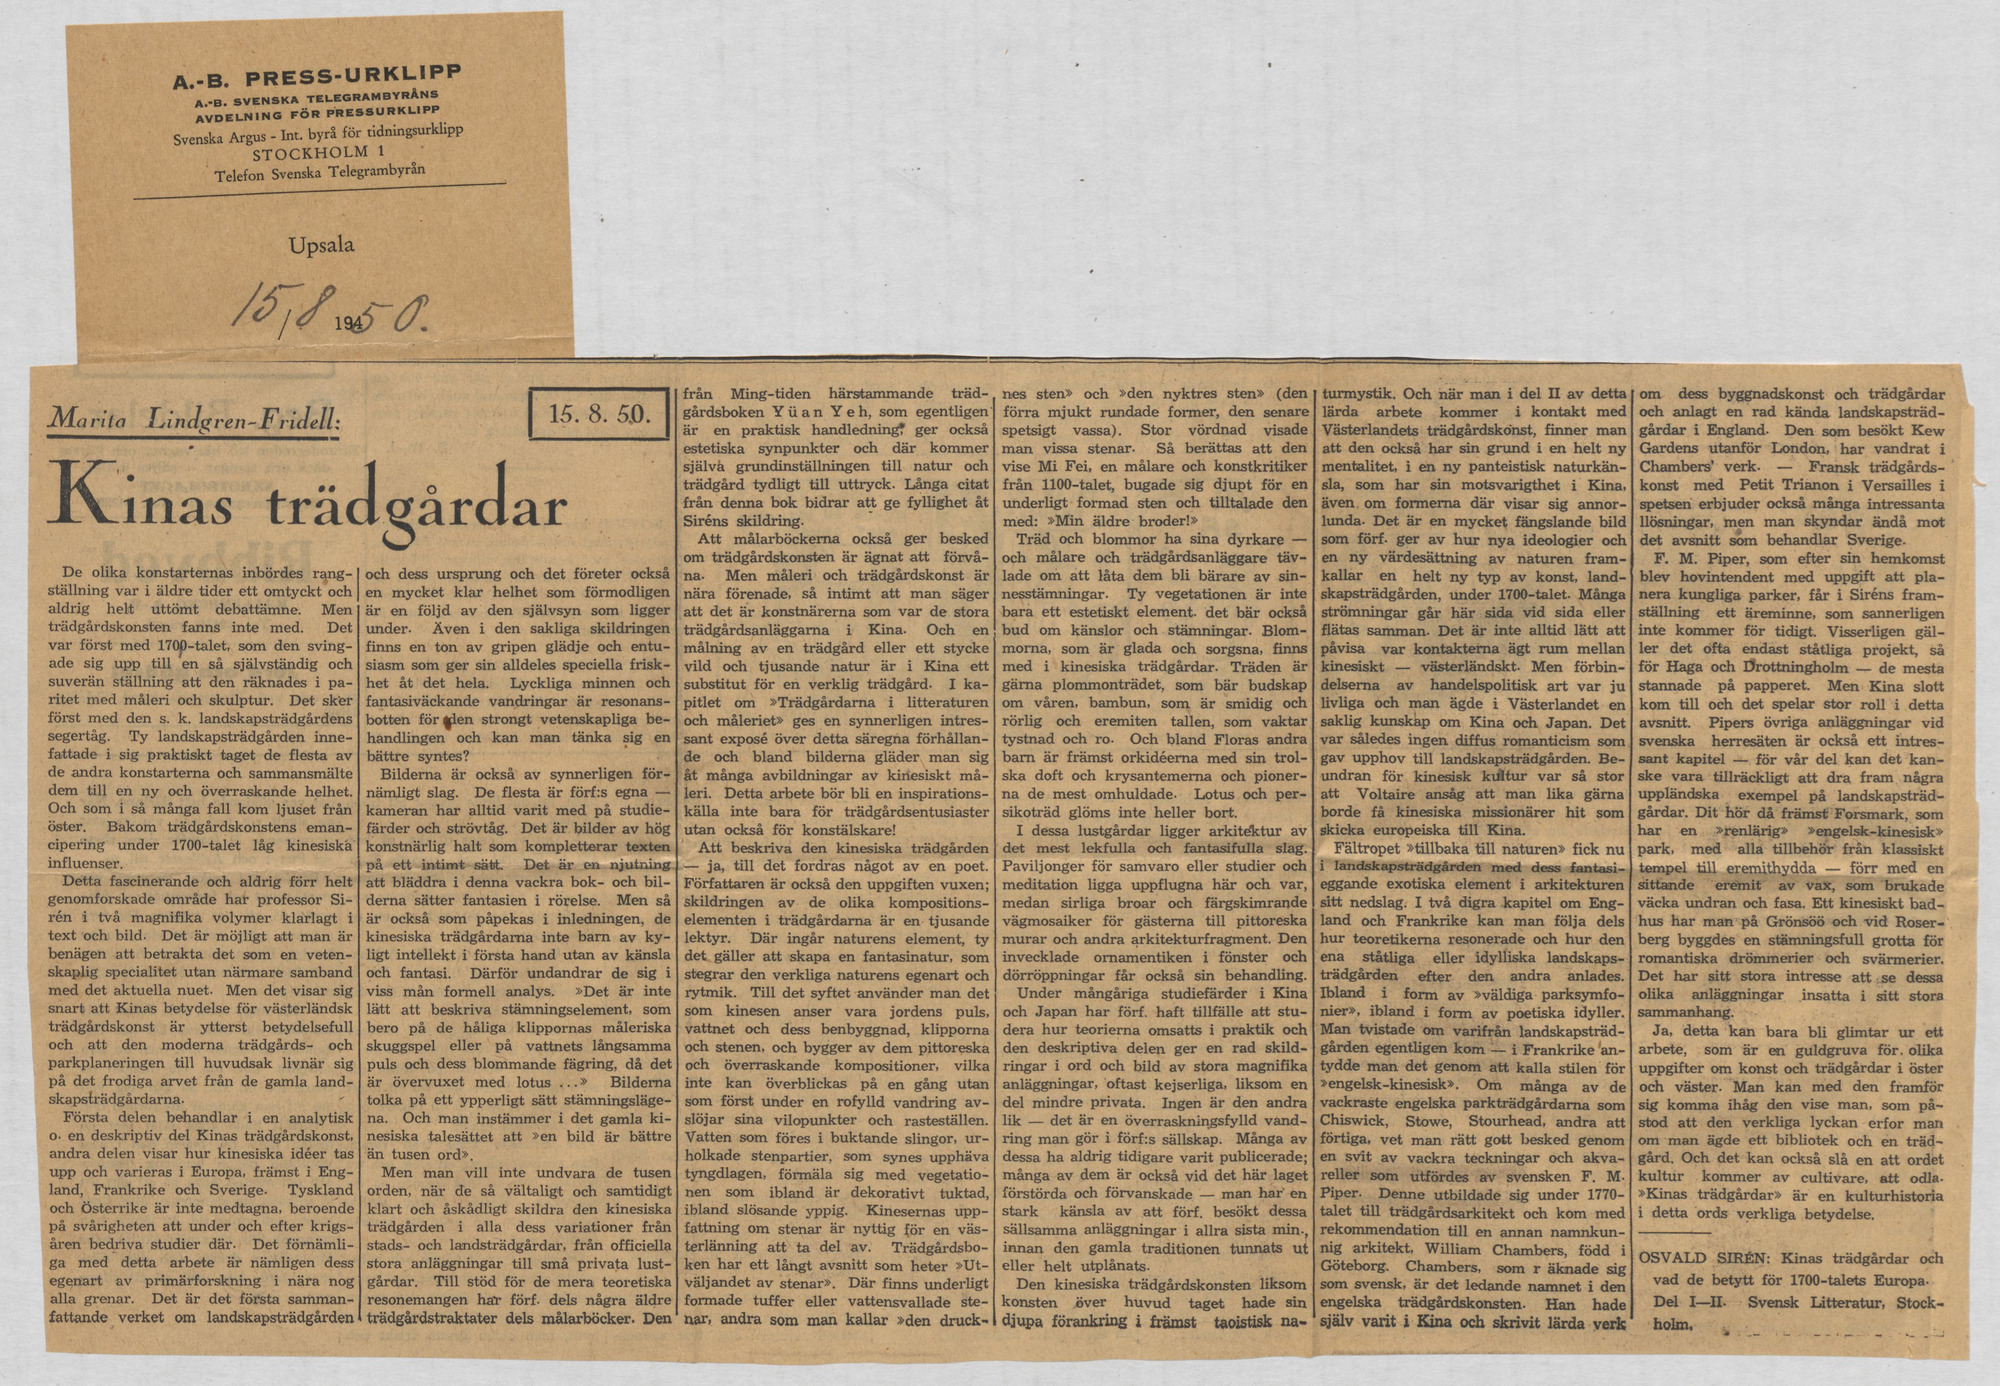 A.-B. PRESS-URKLIPP
A.-B. SVENSKA TELEGRAMBYRÅNS
AVDELNING FÖR PRESSURKLIPP
Svenska Argus - Int. byrå för tidningsurklipp
STOCKHOLM 1
Telefon Svenska Telegrambyrån
Upsala
15/8 1950.
Marita Lindgren-Fridell:
15. 8. 50.
Kinas trädgårdar
De olika konstarternas inbördes rang-
ställning var i äldre tider ett omtyckt och
aldrig helt uttömt debattämne. Men
trädgårdskonsten fanns inte med. Det
var först med 1700-talet, som den sving-
ade sig upp till en så självständig och
suverän ställning att den räknades i pa-
ritet med måleri och skulptur. Det sker
först med den s. k. landskapsträdgårdens
segertåg. Ty landskapsträdgården inne-
fattade i sig praktiskt taget de flesta av
de andra konstarterna och sammansmälte
dem till en ny och överraskande helhet.
Och som i så många fall kom ljuset från
öster. Bakom trädgårdskonstens eman-
cipering under 1700-talet låg kinesiska
influenser.
Detta fascinerande och aldrig förr helt
genomforskade område har professor Si-
rén i två magnifika volymer klarlagt i
text och bild. Det är möjligt att man är
benägen att betrakta det som en veten-
skaplig specialitet utan närmare samband
med det aktuella nuet. Men det visar sig
snart att Kinas betydelse för västerländsk
trädgårdskonst är ytterst betydelsefull
och att den moderna trädgårds- och
parkplaneringen till huvudsak livnär sig
på det frodiga arvet från de gamla land-
skapsträdgårdarna.
Första delen behandlar i en analytisk
o. en deskriptiv del Kinas trädgårdskonst,
andra delen visar hur kinesiska idéer tas
upp och varieras i Europa, främst i Eng-
land, Frankrike och Sverige. Tyskland
och Österrike är inte medtagna, beroende
på svårigheten att under och efter krigs-
åren bedriva studier där. Det förnämli-
ga med detta arbete är nämligen dess
egenart av primärforskning i nära nog
alla grenar. Det är det första samman-
fattande verket om landskapsträdgården
och dess ursprung och det företer också
en mycket klar helhet som förmodligen
är en följd av den självsyn som ligger
under. Även i den sakliga skildringen
finns en ton av gripen glädje och entu-
siasm som ger sin alldeles speciella frisk-
het åt det hela. Lyckliga minnen och
fantasiväckande vandringar är resonans-
botten för den strongt vetenskapliga be-
handlingen och kan man tänka sig en
bättre syntes?
Bilderna är också av synnerligen för-
nämligt slag. De flesta är förf:s egna —
kameran har alltid varit med på studie-
färder och strövtåg. Det är bilder av hög
konstnärlig halt som kompletterar texten
på ett intimt sätt. Det är en njutning
att bläddra i denna vackra bok- och bil-
derna sätter fantasien i rörelse. Men så
är också som påpekas i inledningen, de
kinesiska trädgårdarna inte barn av ky-
ligt intellekt i första hand utan av känsla
och fantasi. Därför undandrar de sig i
viss mån formell analys. »Det är inte
lätt att beskriva stämningselement, som
bero på de håliga klippornas måleriska
skuggspel eller på vattnets långsamma
puls och dess blommande fägring, då det
är övervuxet med lotus ...» Bilderna
tolka på ett ypperligt sätt stämningsläge-
na. Och man instämmer i det gamla ki-
nesiska talesättet att »en bild är bättre
än tusen ord».
Men man vill inte undvara de tusen
orden, när de så vältaligt och samtidigt
klart och åskådligt skildra den kinesiska
trädgården i alla dess variationer från
stads- och landsträdgårdar, från officiella
stora anläggningar till små privata lust-
gårdar. Till stöd för de mera teoretiska
resonemangen har förf. dels några äldre
trädgårdstraktater dels målarböcker. Den
från Ming-tiden härstammande träd-
gårdsboken Yüan Yeh, som egentligen
är en praktisk handledning, ger också
estetiska synpunkter och där kommer
själva grundinställningen till natur och
trädgård tydligt till uttryck. Långa citat
från denna bok bidrar att ge fyllighet åt
Siréns skildring.
Att målarböckerna också ger besked
om trädgårdskonsten är ägnat att förvå-
na. Men måleri och trädgårdskonst är
nära förenade, så intimt att man säger
att det är konstnärerna som var de stora
trädgårdsanläggarna i Kina. Och en
målning av en trädgård eller ett stycke
vild och tjusande natur är i Kina ett
substitut för en verklig trädgård. I ka-
pitlet om »Trädgårdarna i litteraturen
och måleriet» ges en synnerligen intres-
sant exposé över detta säregna förhållan-
de och bland bilderna gläder man sig
åt många avbildningar av kinesiskt må-
leri. Detta arbete bör bli en inspirations-
källa inte bara för trädgårdsentusiaster
utan också för konstälskare!
Att beskriva den kinesiska trädgården
— ja, till det fordras något av en poet.
Författaren är också den uppgiften vuxen;
skildringen av de olika kompositions-
elementen i trädgårdarna är en tjusande
lektyr. Där ingår naturens element, ty
det gäller att skapa en fantasinatur, som
stegrar den verkliga naturens egenart och
rytmik. Till det syftet använder man det
som kinesen anser vara jordens puls,
vattnet och dess benbyggnad, klipporna
och stenen, och bygger av dem pittoreska
och överraskande kompositioner, vilka
inte kan överblickas på en gång utan
som först under en rofylld vandring av-
slöjar sina vilopunkter och rasteställen.
Vatten som föres i buktande slingor, ur-
holkade stenpartier, som synes upphäva
tyngdlagen, förmäla sig med vegetatio-
nen som ibland är dekorativt tuktad,
ibland slösande yppig. Kinesernas upp-
fattning om stenar är nyttig för en väs-
terlänning att ta del av. Trädgårdsbo-
ken har ett långt avsnitt som heter »Ut-
väljandet av stenar». Där finns underligt
formade tuffer eller vattensvallade ste-
nar, andra som man kallar »den druck-
nes sten» och »den nyktres sten» (den
förra mjukt rundade former, den senare
spetsigt vassa). Stor vördnad visade
man vissa stenar. Så berättas att den
vise Mi Fei, en målare och konstkritiker
från 1100-talet, bugade sig djupt för en
underligt formad sten och tilltalade den
med: »Min äldre broder!»
Träd och blommor ha sina dyrkare —
och målare och trädgårdsanläggare täv-
lade om att låta dem bli bärare av sin-
nesstämningar. Ty vegetationen är inte
bara ett estetiskt element. det bär också
bud om känslor och stämningar. Blom-
morna, som är glada och sorgsna, finns
med i kinesiska trädgårdar. Träden är
gärna plommonträdet, som bär budskap
om våren, bambun, som är smidig och
rörlig och eremiten tallen, som vaktar
tystnad och ro. Och bland Floras andra
barn är främst orkidéerna med sin trol-
ska doft och krysantemerna och pioner-
na de mest omhuldade. Lotus och per-
sikoträd glöms inte heller bort.
I dessa lustgårdar ligger arkitektur av
det mest lekfulla och fantasifulla slag.
Paviljonger för samvaro eller studier och
meditation ligga uppflugna här och var,
medan sirliga broar och färgskimrande
vägmosaiker för gästerna till pittoreska
murar och andra arkitekturfragment. Den
invecklade ornamentiken i fönster och
dörröppningar får också sin behandling.
Under mångåriga studiefärder i Kina
och Japan har förf. haft tillfälle att stu-
dera hur teorierna omsatts i praktik och
den deskriptiva delen ger en rad skild-
ringar i ord och bild av stora magnifika
anläggningar, oftast kejserliga, liksom en
del mindre privata. Ingen är den andra
lik — det är en överraskningsfylld vand-
ring man gör i förf:s sällskap. Många av
dessa ha aldrig tidigare varit publicerade;
många av dem är också vid det här laget
förstörda och förvanskade — man har en
stark känsla av att förf. besökt dessa
sällsamma anläggningar i allra sista min.,
innan den gamla traditionen tunnats ut
eller helt utplånats.
Den kinesiska trädgårdskonsten liksom
konsten över huvud taget hade sin
djupa förankring i främst taoistisk na-
turmystik. Och när man i del II av detta
lärda arbete kommer i kontakt med
Västerlandets trädgårdskonst, finner man
att den också har sin grund i en helt ny
mentalitet, i en ny panteistisk naturkän-
sla, som har sin motsvarigthet i Kina,
även om formerna där visar sig annor-
lunda. Det är en mycket fängslande bild
som förf. ger av hur nya ideologier och
en ny värdesättning av naturen fram-
kallar en helt ny typ av konst, land-
skapsträdgården, under 1700-talet. Många
strömningar går här sida vid sida eller
flätas samman. Det är inte alltid lätt att
påvisa var kontakterna ägt rum mellan
kinesiskt — västerländskt. Men förbin-
delserna av handelspolitisk art var ju
livliga och man ägde i Västerlandet en
saklig kunskap om Kina och Japan. Det
var således ingen diffus romanticism som
gav upphov till landskapsträdgården. Be-
undran för kinesisk kultur var så stor
att Voltaire ansåg att man lika gärna
borde få kinesiska missionärer hit som
skicka europeiska till Kina.
Fältropet »tillbaka till naturen» fick nu
i landskapsträdgården med dess fantasi-
eggande exotiska element i arkitekturen
sitt nedslag. I två digra kapitel om Eng-
land och Frankrike kan man följa dels
hur teoretikerna resonerade och hur den
ena ståtliga eller idylliska landskaps-
trädgården efter den andra anlades.
Ibland i form av »väldiga parksymfo-
nier», ibland i form av poetiska idyller.
Man tvistade om varifrån landskapsträd-
gården egentligen kom — i Frankrike an-
tydde man det genom att kalla stilen för
»engelsk-kinesisk». Om många av de
vackraste engelska parkträdgårdarna som
Chiswick, Stowe, Stourhead, andra att
förtiga, vet man rätt gott besked genom
en svit av vackra teckningar och akva-
reller som utfördes av svensken F. M.
Piper. Denne utbildade sig under 1770-
talet till trädgårdsarkitekt och kom med
rekommendation till en annan namnkun-
nig arkitekt, William Chambers, född i
Göteborg. Chambers, som r äknade sig
som svensk, är det ledande namnet i den
engelska trädgårdskonsten. Han hade
själv varit i Kina och skrivit lärda verk
om dess byggnadskonst och trädgårdar
och anlagt en rad kända landskapsträd-
gårdar i England. Den som besökt Kew
Gardens utanför London, har vandrat i
Chambers' verk. — Fransk trädgårds-
konst med Petit Trianon i Versailles i
spetsen erbjuder också många intressanta
llösningar, men man skyndar ändå mot
det avsnitt som behandlar Sverige.
F. M. Piper, som efter sin hemkomst
blev hovintendent med uppgift att pla-
nera kungliga parker, får i Siréns fram-
ställning ett äreminne, som sannerligen
inte kommer för tidigt. Visserligen gäl-
ler det ofta endast ståtliga projekt, så
för Haga och Drottningholm — de mesta
stannade på papperet. Men Kina slott
kom till och det spelar stor roll i detta
avsnitt. Pipers övriga anläggningar vid
svenska herresäten är också ett intres-
sant kapitel — för vår del kan det kan-
ske vara tillräckligt att dra fram några
uppländska exempel på landskapsträd-
gårdar. Dit hör då främst Forsmark, som
har en »renlärig» »engelsk-kinesisk»
park, med alla tillbehör från klassiskt
tempel till eremithydda — förr med en
sittande eremit av vax, som brukade
väcka undran och fasa. Ett kinesiskt bad-
hus har man på Grönsöö och vid Roser-
berg byggdes en stämningsfull grotta för
romantiska drömmerier och svärmerier.
Det har sitt stora intresse att se dessa
olika anläggningar insatta i sitt stora
sammanhang.
Ja, detta kan bara bli glimtar ur ett
arbete, som är en guldgruva för olika
uppgifter om konst och trädgårdar i öster
och väster. Man kan med den framför
sig komma ihåg den vise man, som på-
stod att den verkliga lyckan erfor man
om man ägde ett bibliotek och en träd-
gård. Och det kan också slå en att ordet
kultur kommer av cultivare, att odla.
»Kinas trädgårdar» är en kulturhistoria
i detta ords verkliga betydelse.
OSVALD SIRÉN: Kinas trädgårdar och
vad de betytt för 1700-talets Europa.
Del I—II. Svensk Litteratur, Stock-
holm.